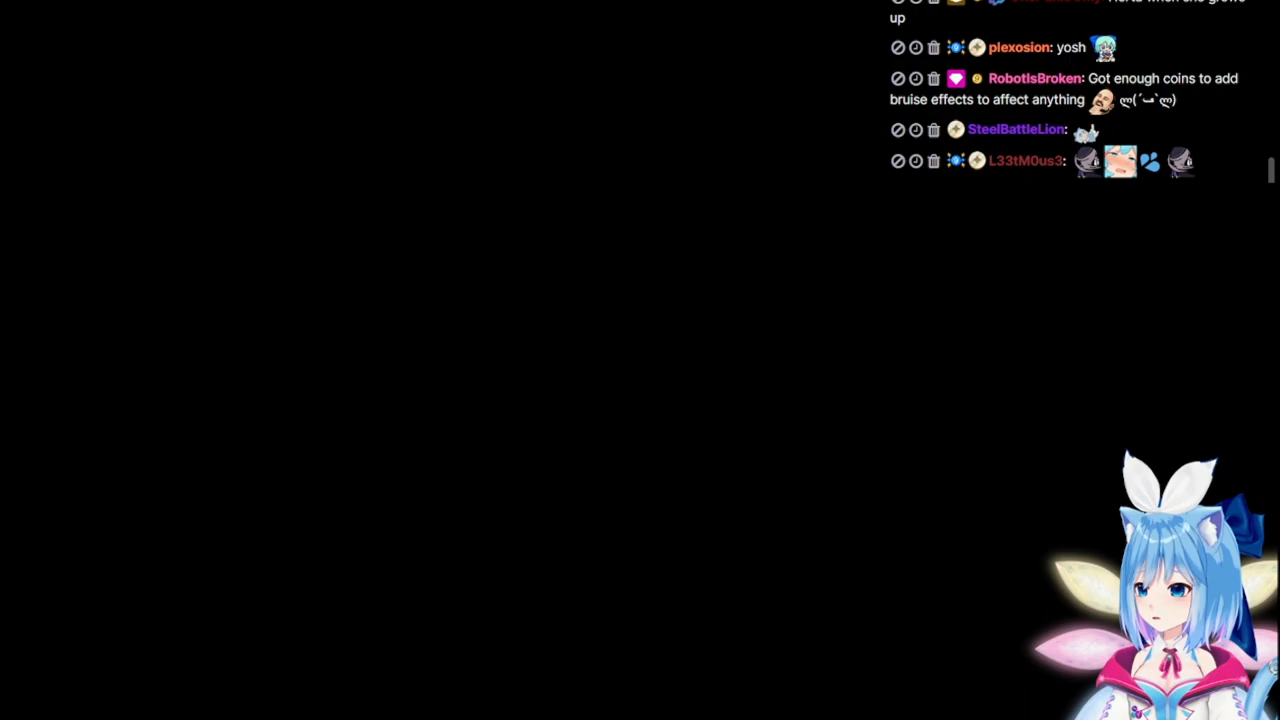 up
plexosion: yosh
RobotIsBroken: Got enough coins to add
bruise effects to affect anything ლ(´ڡ`ლ)
SteelBattleLion:
L33tM0us3: